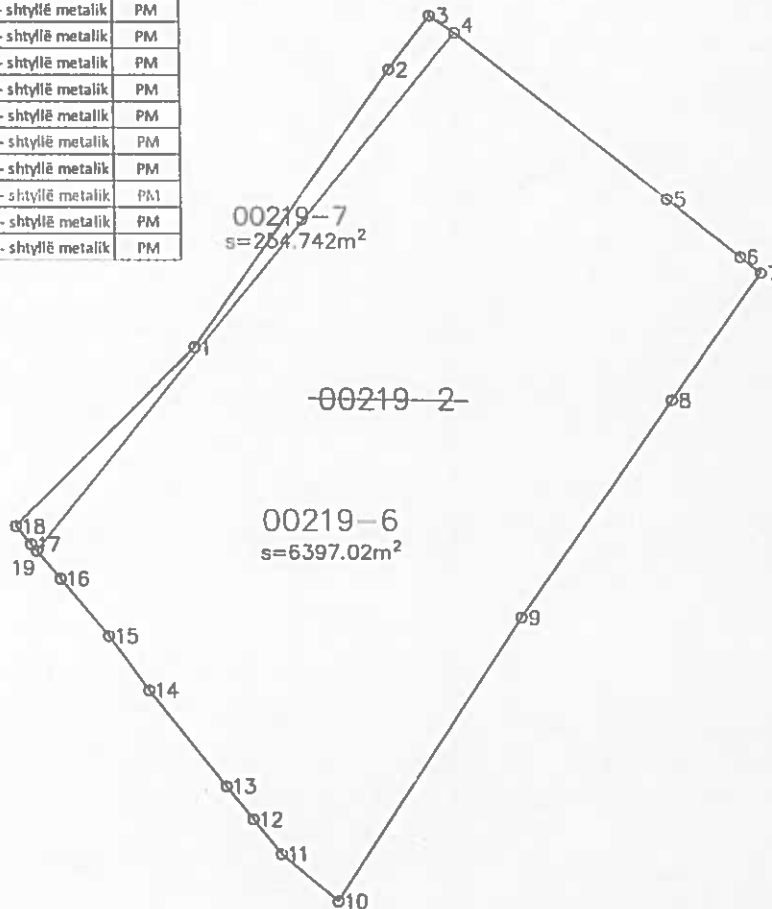 - shtyllë metalik PM
- shtyllë metalik PM
- shtyllë metalik PM
- shtyllë metalik PM
- shtyllë metalik PM
- shtyllë metalik PM
- shtyllë metalik PM
- shtyllë metalik PM
- shtyllë metalik PM
- shtyllë metalik PM
3
4
2
5
00219-7
s=254.742m²
6
7
1
8
00219-2
00219-6
s=6397.02m²
18
17
19
16
9
15
14
13
12
11
10